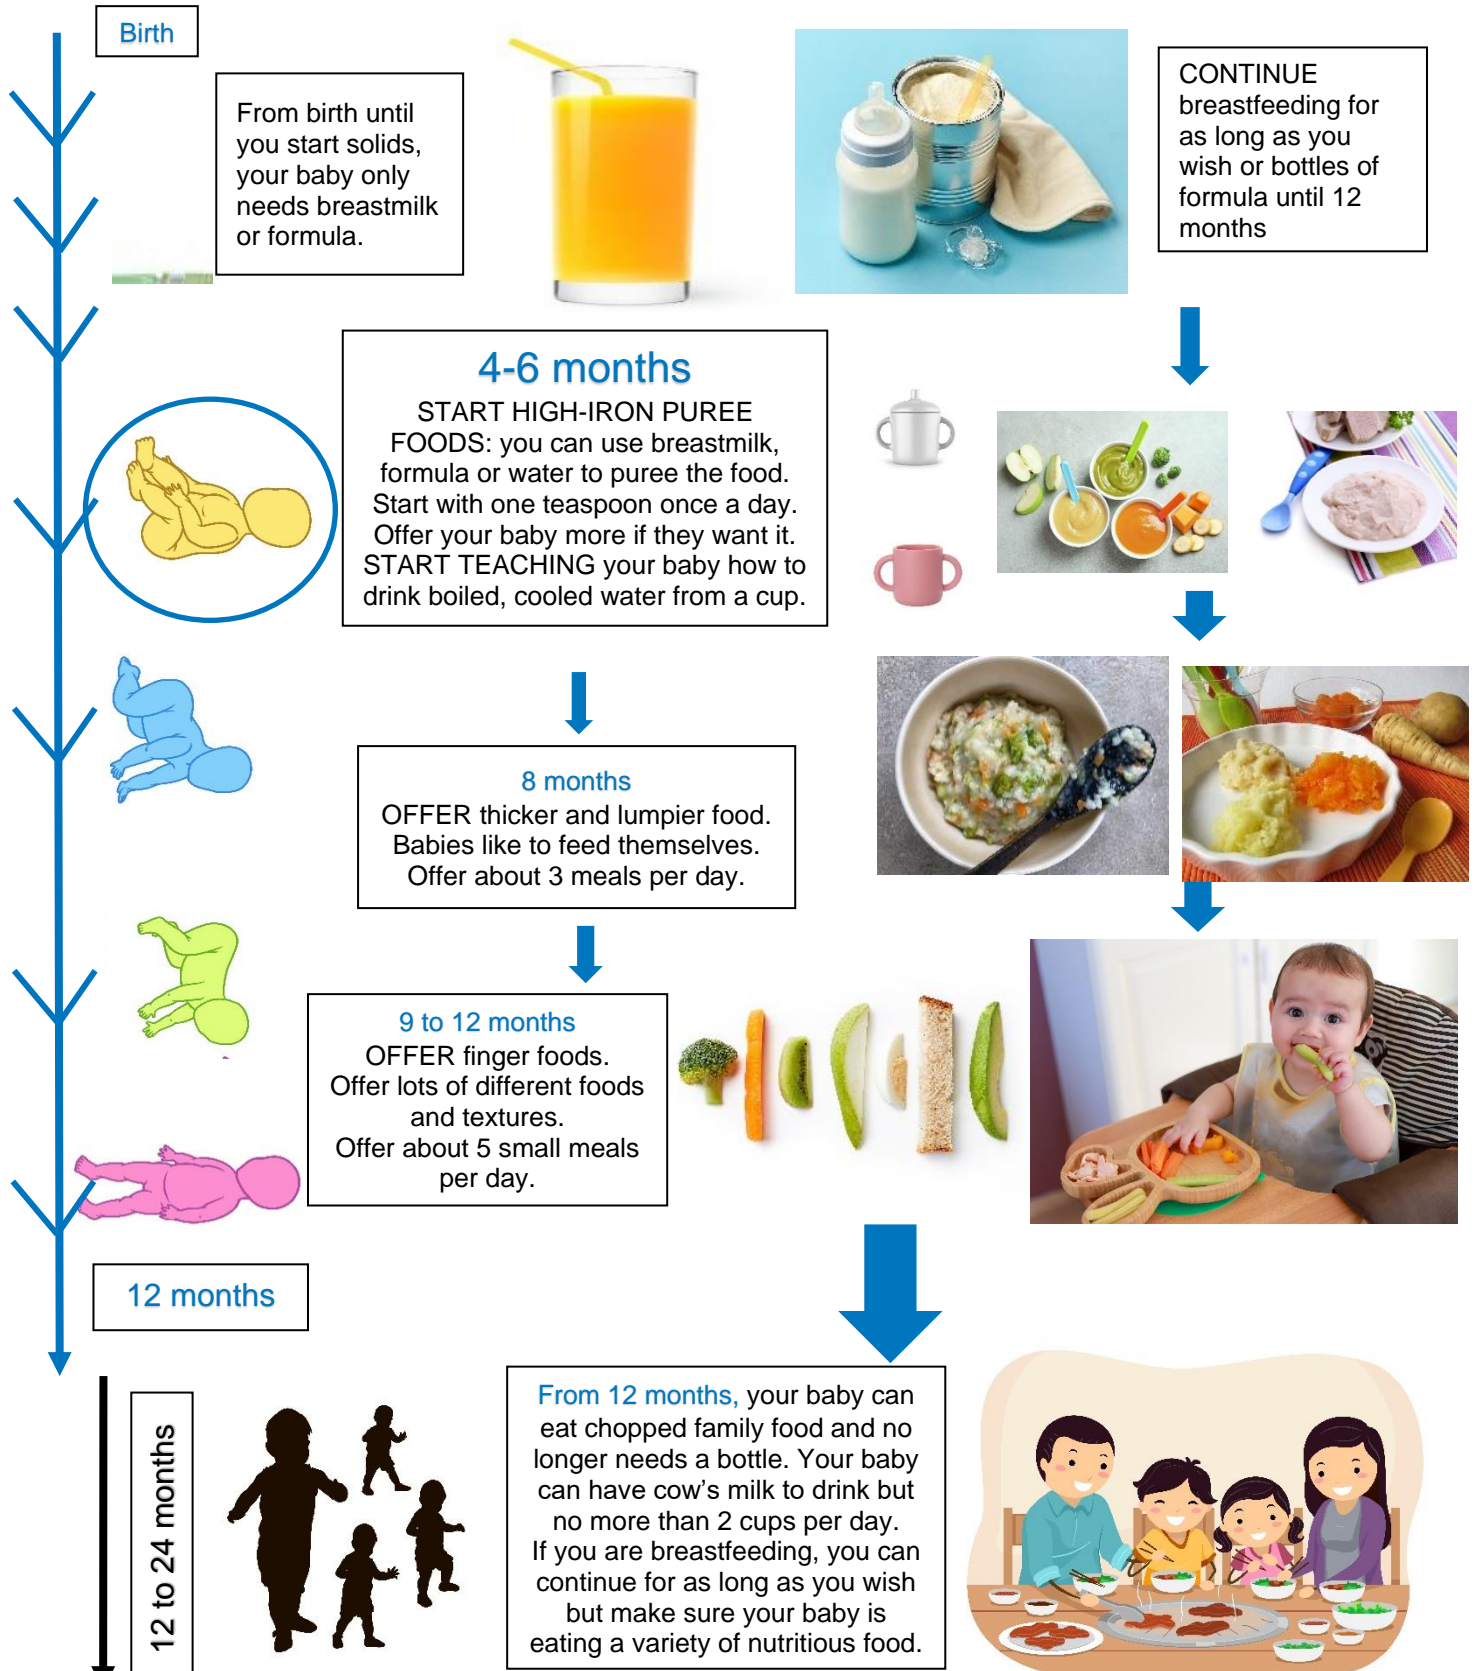 Birth
From birth until
you start solids,
your baby only
needs breastmilk
or formula.
CONTINUE
breastfeeding for
as long as you
wish or bottles of
formula until 12
months
4-6 months
START HIGH-IRON PUREE
FOODS: you can use breastmilk,
formula or water to puree the food.
Start with one teaspoon once a day.
Offer your baby more if they want it.
START TEACHING your baby how to
drink boiled, cooled water from a cup.
8 months
OFFER thicker and lumpier food.
Babies like to feed themselves.
Offer about 3 meals per day.
9 to 12 months
OFFER finger foods.
Offer lots of different foods
and textures.
Offer about 5 small meals
per day.
12 months
12 to 24 months
From 12 months, your baby can
eat chopped family food and no
longer needs a bottle. Your baby
can have cow’s milk to drink but
no more than 2 cups per day.
If you are breastfeeding, you can
continue for as long as you wish
but make sure your baby is
eating a variety of nutritious food.